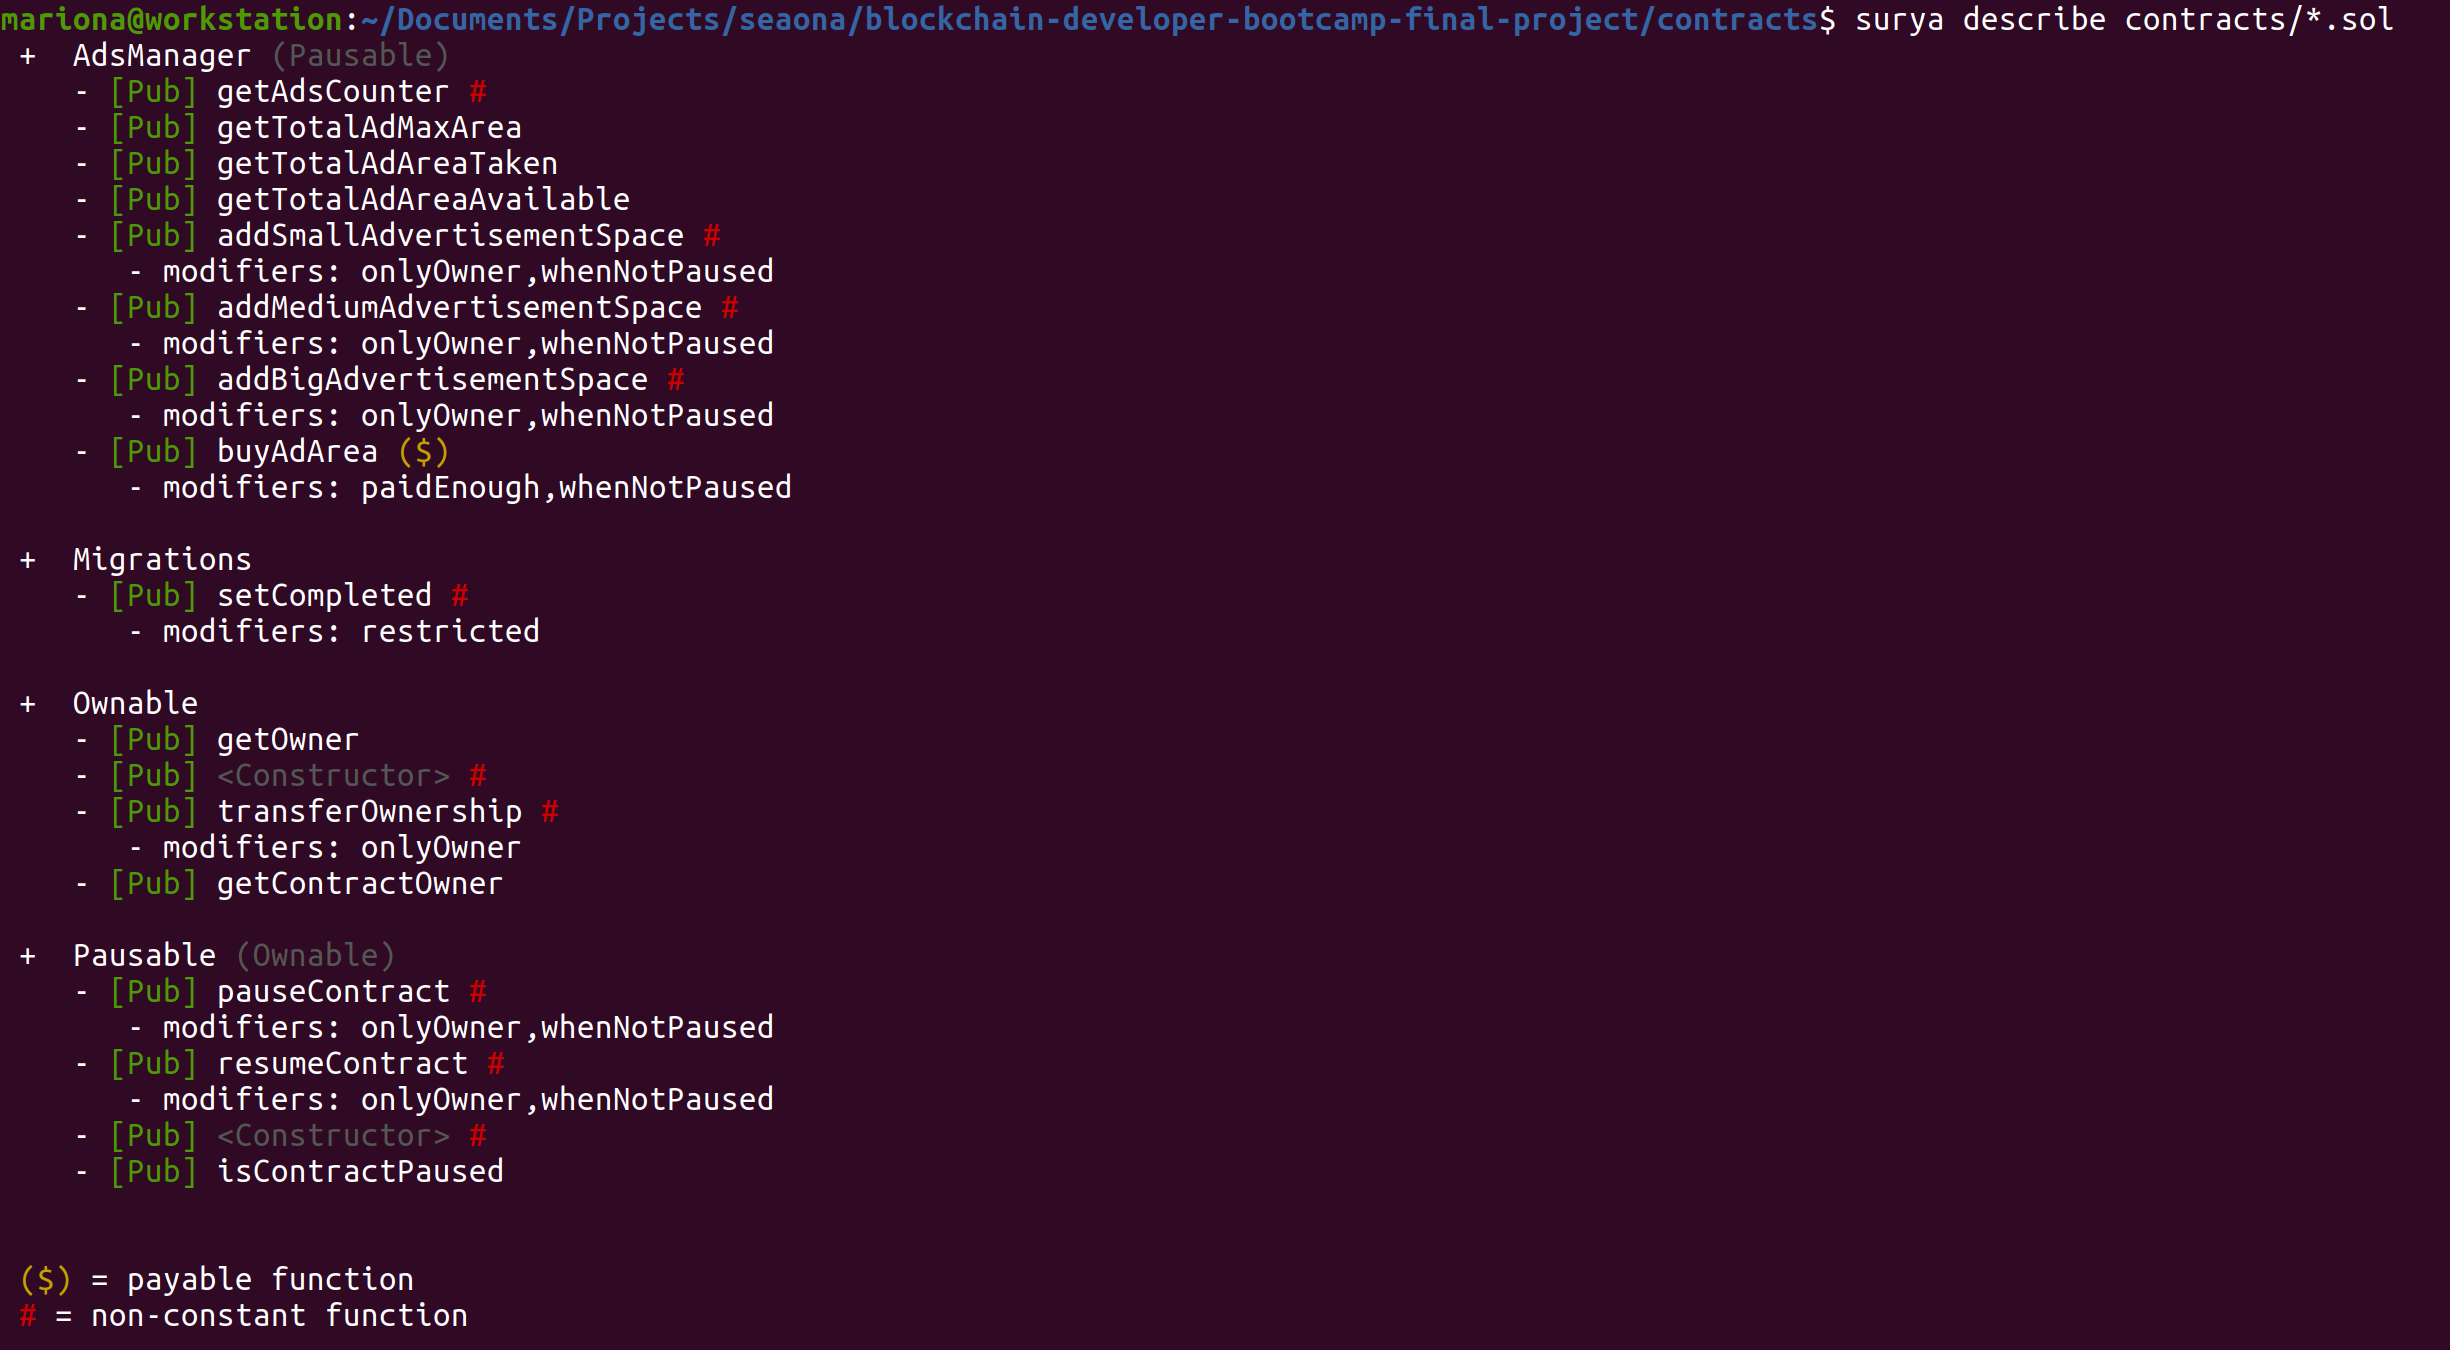 mariona@workstation:~/Documents/Projects/seaona/blockchain-developer-bootcamp-final-project/contracts$ surya describe contracts/*.sol
+ AdsManager (Pausable)
- [Pub] getAdsCounter #
- [Pub] getTotalAdMaxArea
- [Pub] getTotalAdAreaTaken
- [Pub] getTotalAdAreaAvailable
- [Pub] addSmallAdvertisementSpace #
- modifiers: onlyOwner,whenNotPaused
- [Pub] addMediumAdvertisementSpace #
- modifiers: onlyOwner,whenNotPaused
- [Pub] addBigAdvertisementSpace #
- modifiers: onlyOwner,whenNotPaused
- [Pub] buyAdArea ($)
- modifiers: paidEnough,whenNotPaused
+ Migrations
- [Pub] setCompleted #
- modifiers: restricted
+ Ownable
- [Pub] getOwner
- [Pub] <Constructor> #
- [Pub] transferOwnership #
- modifiers: onlyOwner
- [Pub] getContractOwner
+ Pausable (Ownable)
- [Pub] pauseContract #
- modifiers: onlyOwner,whenNotPaused
- [Pub] resumeContract #
- modifiers: onlyOwner,whenNotPaused
- [Pub] <Constructor> #
- [Pub] isContractPaused
($) = payable function
# = non-constant function